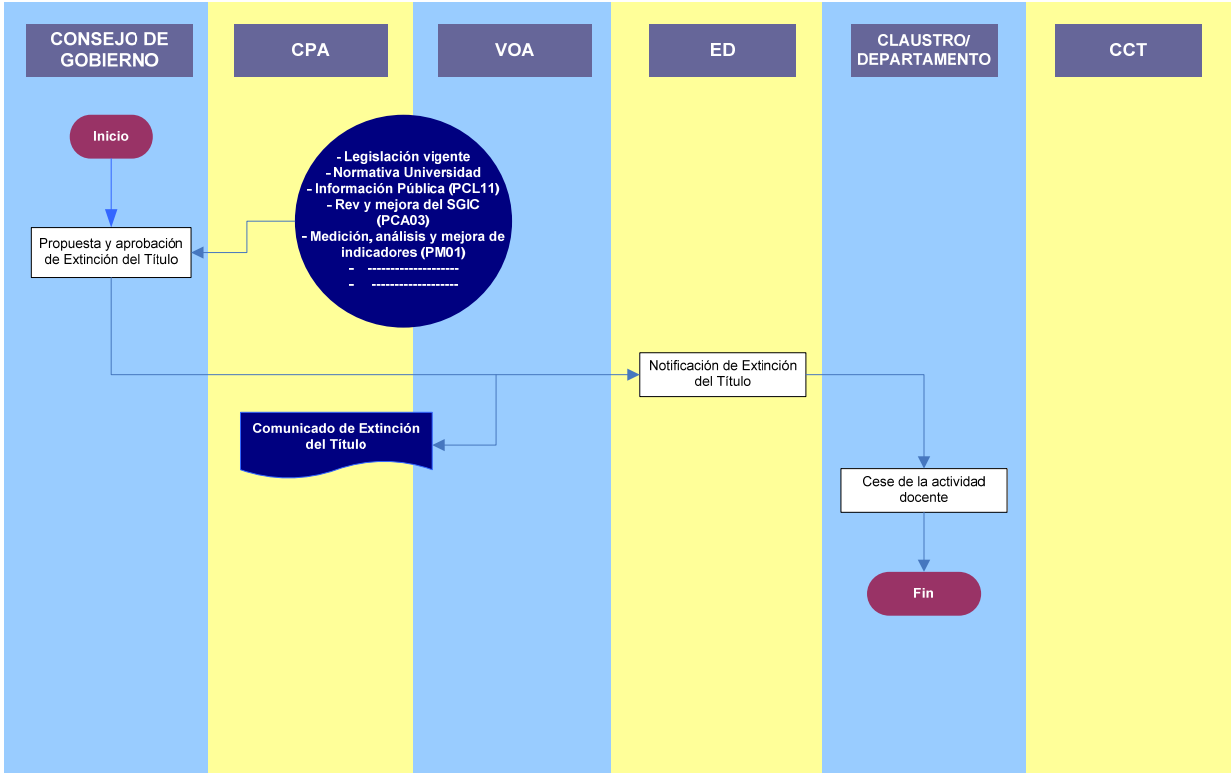 CONSEJO DE
GOBIERNO
CPA
VOA
ED
CLAUSTRO/
DEPARTAMENTO
CCT
Inicio
- Legislación vigente
- Normativa Universidad
- Información Pública (PCL11)
- Rev y mejora del SGIC
(PCA03)
- Medición, análisis y mejora de
indicadores (PM01)
- --------------------
- -------------------
Propuesta y aprobación
de Extinción del Título
Notificación de Extinción
del Título
Comunicado de Extinción
del Título
Cese de la actividad
docente
Fin